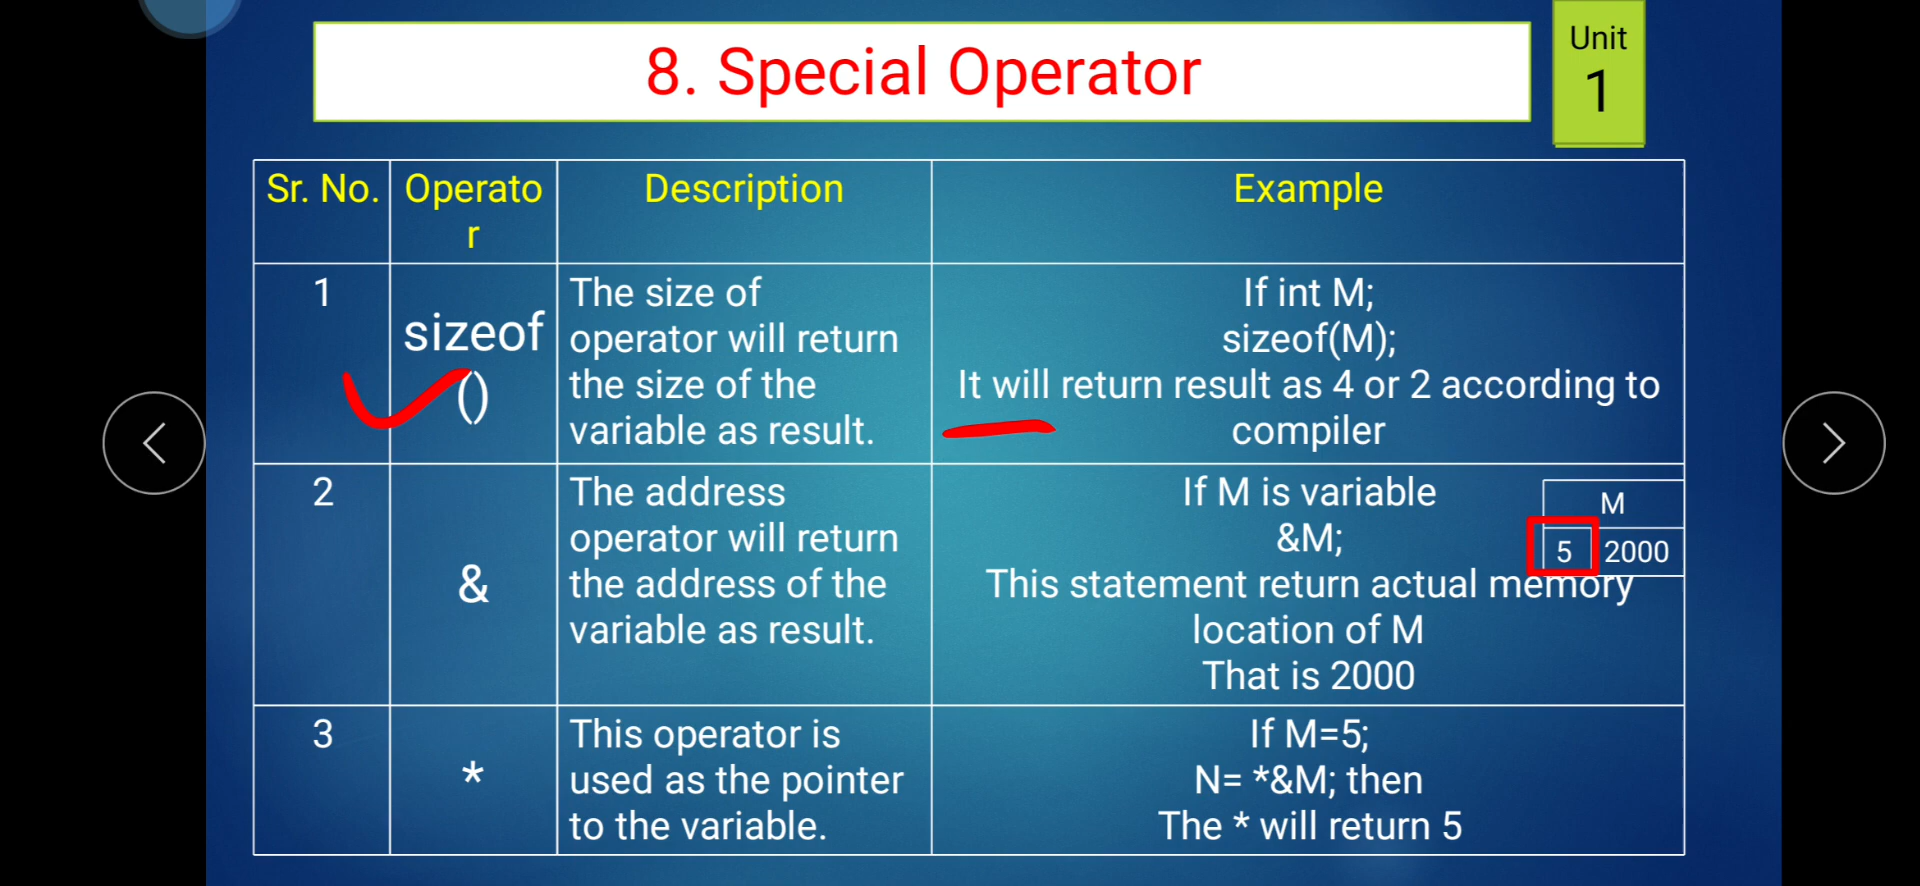 8. Special Operator
Unit
1
Sr. No.
Operato
r
Description
Example
1
sizeof
()
The size of
operator will return
the size of the
variable as result.
If int M;
sizeof(M);
It will return result as 4 or 2 according to
compiler
2
&
The address
operator will return
the address of the
variable as result.
If M is variable
&M;
This statement return actual memory
location of M
That is 2000
M
5 2000
3
*
This operator is
used as the pointer
to the variable.
If M=5;
N= *&M; then
The * will return 5